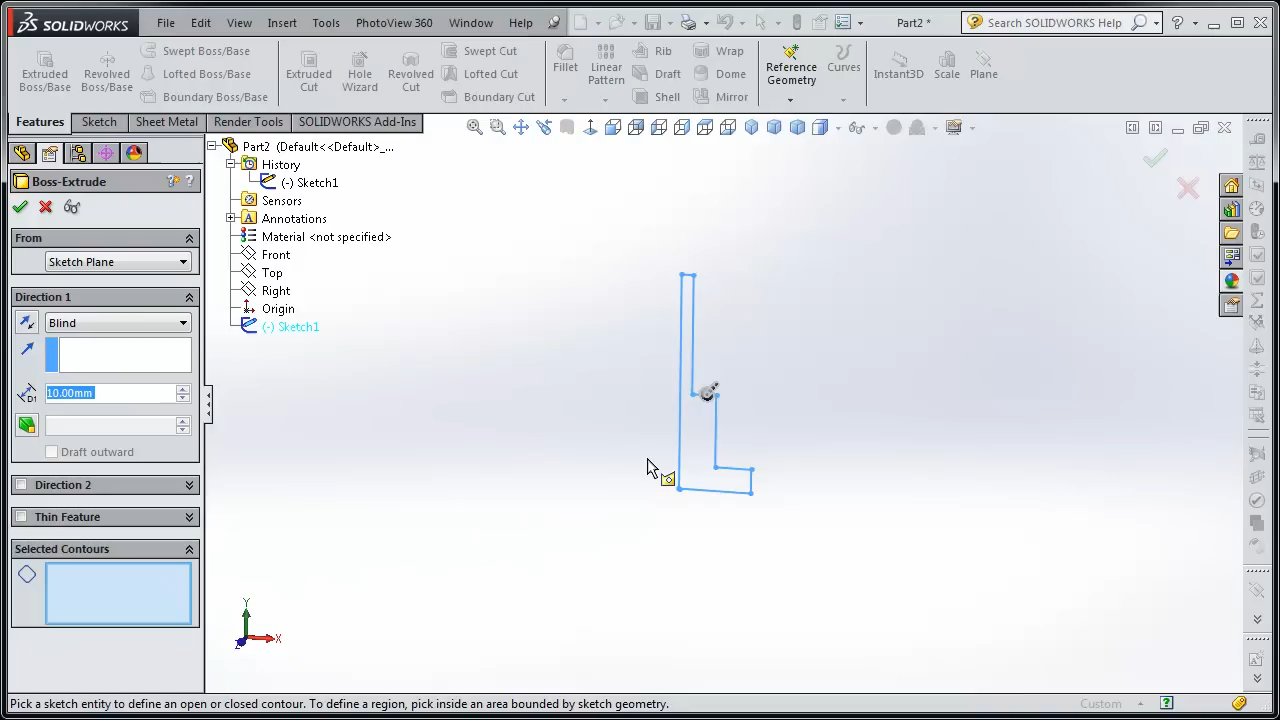 SOLIDWORKS File Edit View Insert Tools PhotoView 360 Window Help Part2 * Search SOLIDWORKS Help
Extruded Boss/Base
Revolved Boss/Base
Swept Boss/Base
Lofted Boss/Base
Boundary Boss/Base
Extruded Cut
Hole Wizard
Revolved Cut
Swept Cut
Lofted Cut
Boundary Cut
Fillet
Linear Pattern
Rib
Draft
Shell
Wrap
Dome
Mirror
Reference Geometry
Curves
Instant3D
Scale
Plane
Features Sketch Sheet Metal Render Tools SOLIDWORKS Add-Ins
Boss-Extrude
From
Sketch Plane
Direction 1
Blind
D1 10.00mm
Draft outward
Direction 2
Thin Feature
Selected Contours
Part2 (Default<<Default>_...
History
(-) Sketch1
Sensors
A Annotations
Material <not specified>
Front
Top
Right
Origin
(-) Sketch1
Y
X
Z
Pick a sketch entity to define an open or closed contour. To define a region, pick inside an area bounded by sketch geometry. Custom